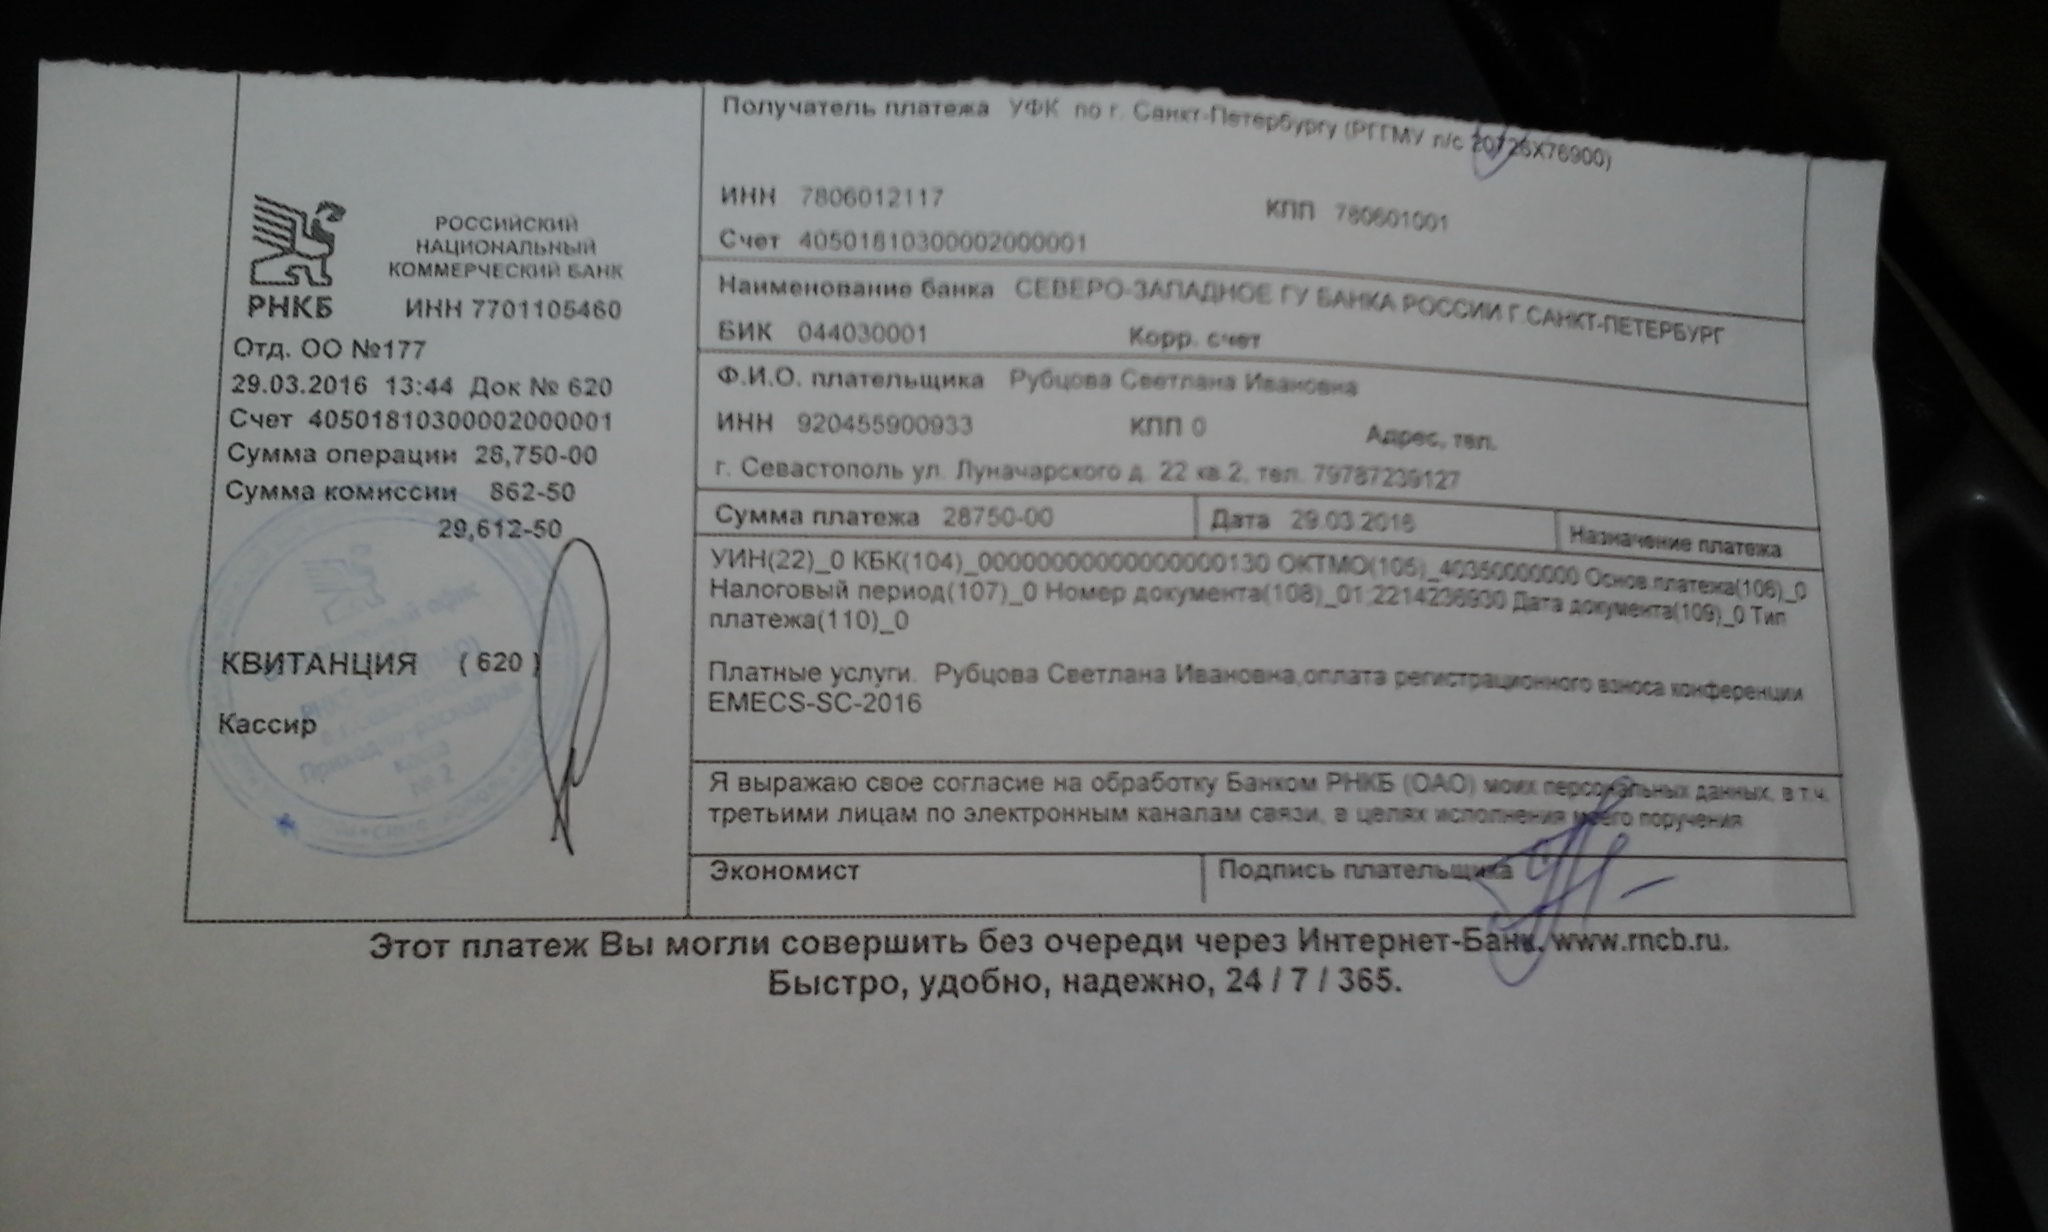 РОССИЙСКИЙ
НАЦИОНАЛЬНЫЙ
КОММЕРЧЕСКИЙ БАНК
РНКБ ИНН 7701105460
Отд. ОО №177
29.03.2016 13:44 Док № 620
Счет 40501810300002000001
Сумма операции 28,750-00
Сумма комиссии 862-50
29,612-50
КВИТАНЦИЯ ( 620 )
Кассир
Получатель платежа УФК по г. Санкт-Петербургу (РГГМУ л/с 20726Х76900)
ИНН 7806012117 КПП 780601001
Счет 40501810300002000001
Наименование банка СЕВЕРО-ЗАПАДНОЕ ГУ БАНКА РОССИИ Г.САНКТ-ПЕТЕРБУРГ
БИК 044030001 Корр. счет
Ф.И.О. плательщика Рубцова Светлана Ивановна
ИНН 920455900933 КПП 0 Адрес, тел.
г. Севастополь ул. Луначарского д. 22 кв.2, тел. 79787239127
Сумма платежа 28750-00 Дата 29.03.2016 Назначение платежа
УИН(22)_0 КБК(104)_00000000000000000130 ОКТМО(105)_40350000000 Основ.платежа(106)_0
Налоговый период(107)_0 Номер документа(108)_01;2214236930 Дата документа(109)_0 Тип
платежа(110)_0
Платные услуги. Рубцова Светлана Ивановна,оплата регистрационного взноса конференции
EMECS-SC-2016
Я выражаю свое согласие на обработку Банком РНКБ (ОАО) моих персональных данных, в т.ч.
третьими лицам по электронным каналам связи, в целях исполнения моего поручения
Экономист Подпись плательщика
Этот платеж Вы могли совершить без очереди через Интернет-Банк, www.rncb.ru.
Быстро, удобно, надежно, 24 / 7 / 365.